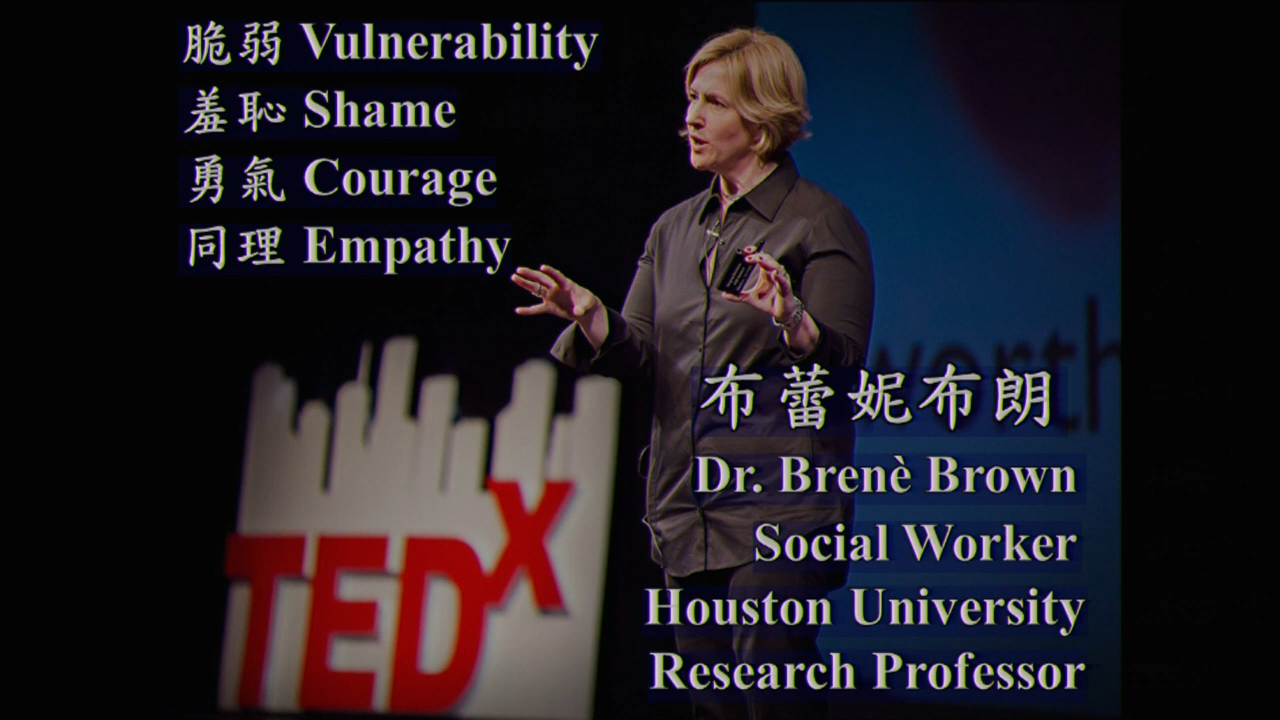 脆弱 Vulnerability
羞恥 Shame
勇氣 Courage
同理 Empathy
worth
布蕾妮布朗
Dr. Brenè Brown
Social Worker
Houston University
Research Professor
TEDx